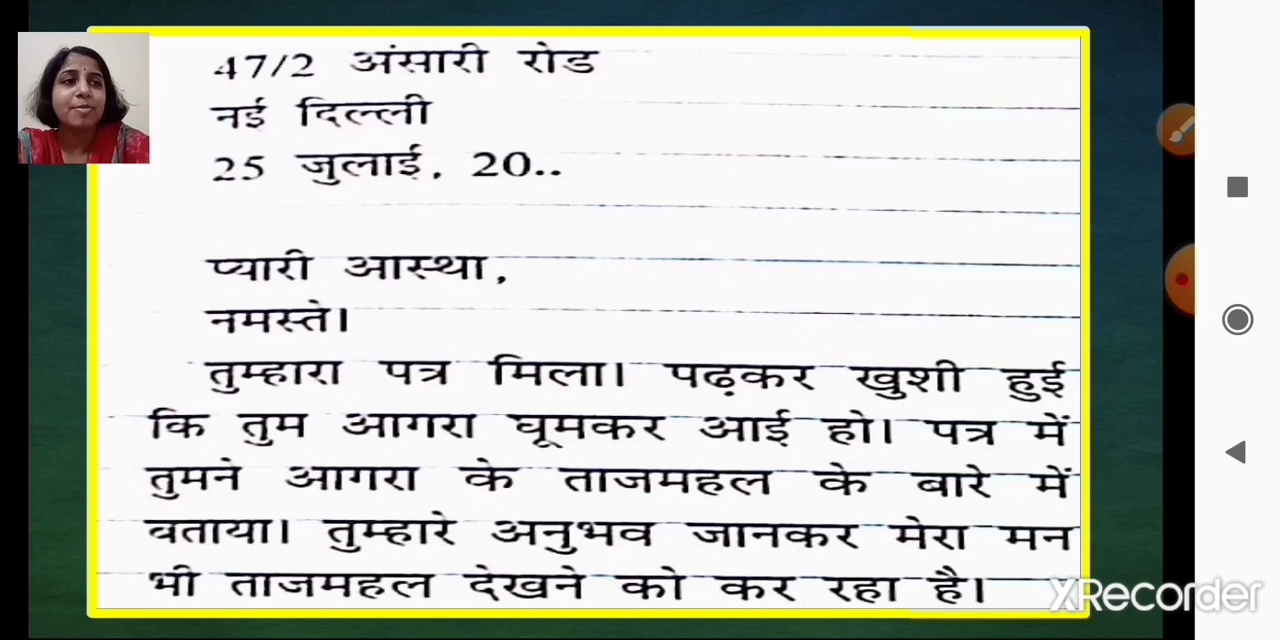 47/2 अंसारी रोड
नई दिल्ली
25 जुलाई, 20..
प्यारी आस्था,
नमस्ते।
तुम्हारा पत्र मिला। पढ़कर खुशी हुई
कि तुम आगरा घूमकर आई हो। पत्र में
तुमने आगरा के ताजमहल के बारे में
बताया। तुम्हारे अनुभव जानकर मेरा मन
भी ताजमहल देखने को कर रहा है।
XRecorder